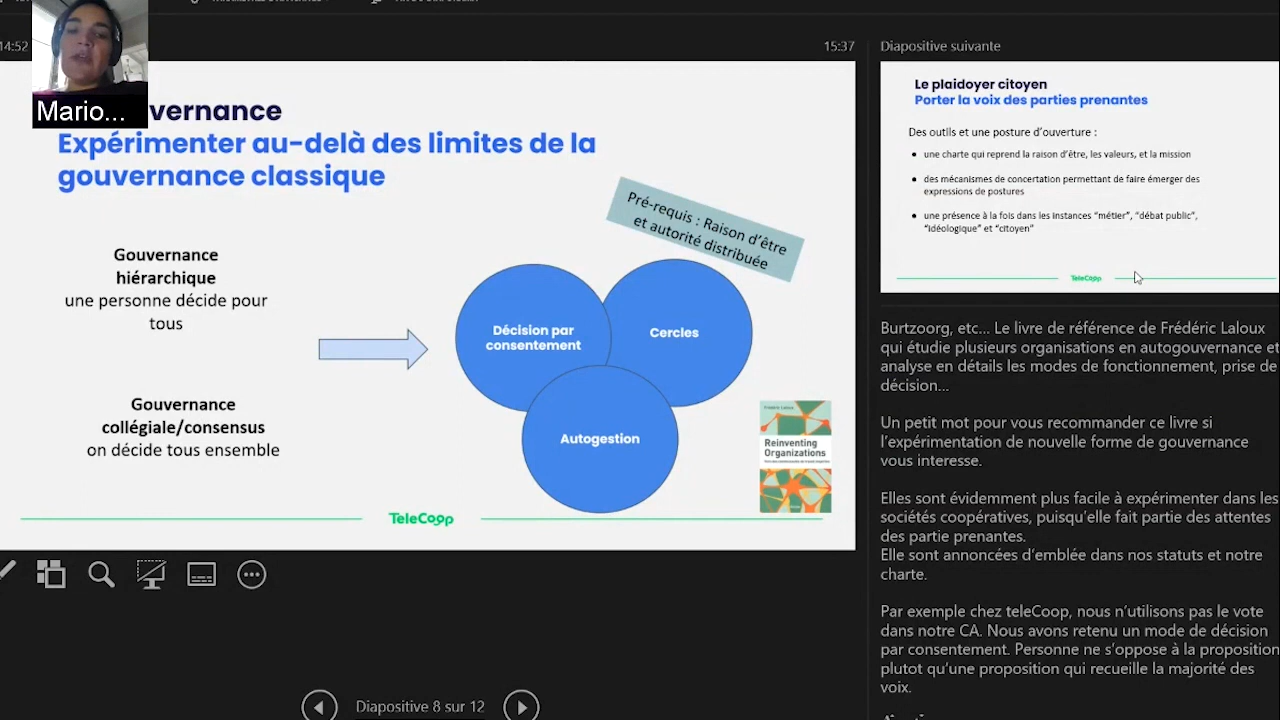 14:52
15:37
Mario...
vernance
Expérimenter au-delà des limites de la
gouvernance classique
Pré-requis : Raison d’être
et autorité distribuée
Gouvernance
hiérarchique
une personne décide pour
tous
Décision par
consentement
Cercles
Autogestion
Gouvernance
collégiale/consensus
on décide tous ensemble
Frédéric Laloux
Reinventing
Organizations
TeleCoop
Diapositive 8 sur 12
Diapositive suivante
Le plaidoyer citoyen
Porter la voix des parties prenantes
Des outils et une posture d’ouverture :
• une charte qui reprend la raison d’être, les valeurs, et la mission
• des mécanismes de concertation permettant de faire émerger des
expressions de postures
• une présence à la fois dans les instances “métier”, “débat public”,
“idéologique” et “citoyen”
TeleCoop
Burtzoorg, etc... Le livre de référence de Frédéric Laloux
qui étudie plusieurs organisations en autogouvernance et
analyse en détails les modes de fonctionnement, prise de
décision...
Un petit mot pour vous recommander ce livre si
l’expérimentation de nouvelle forme de gouvernance
vous interesse.
Elles sont évidemment plus facile à expérimenter dans les
sociétés coopératives, puisqu’elle fait partie des attentes
des partie prenantes.
Elle sont annoncées d’emblée dans nos statuts et notre
charte.
Par exemple chez teleCoop, nous n’utilisons pas le vote
dans notre CA. Nous avons retenu un mode de décision
par consentement. Personne ne s’oppose à la proposition
plutot qu’une proposition qui recueille la majorité des
voix.